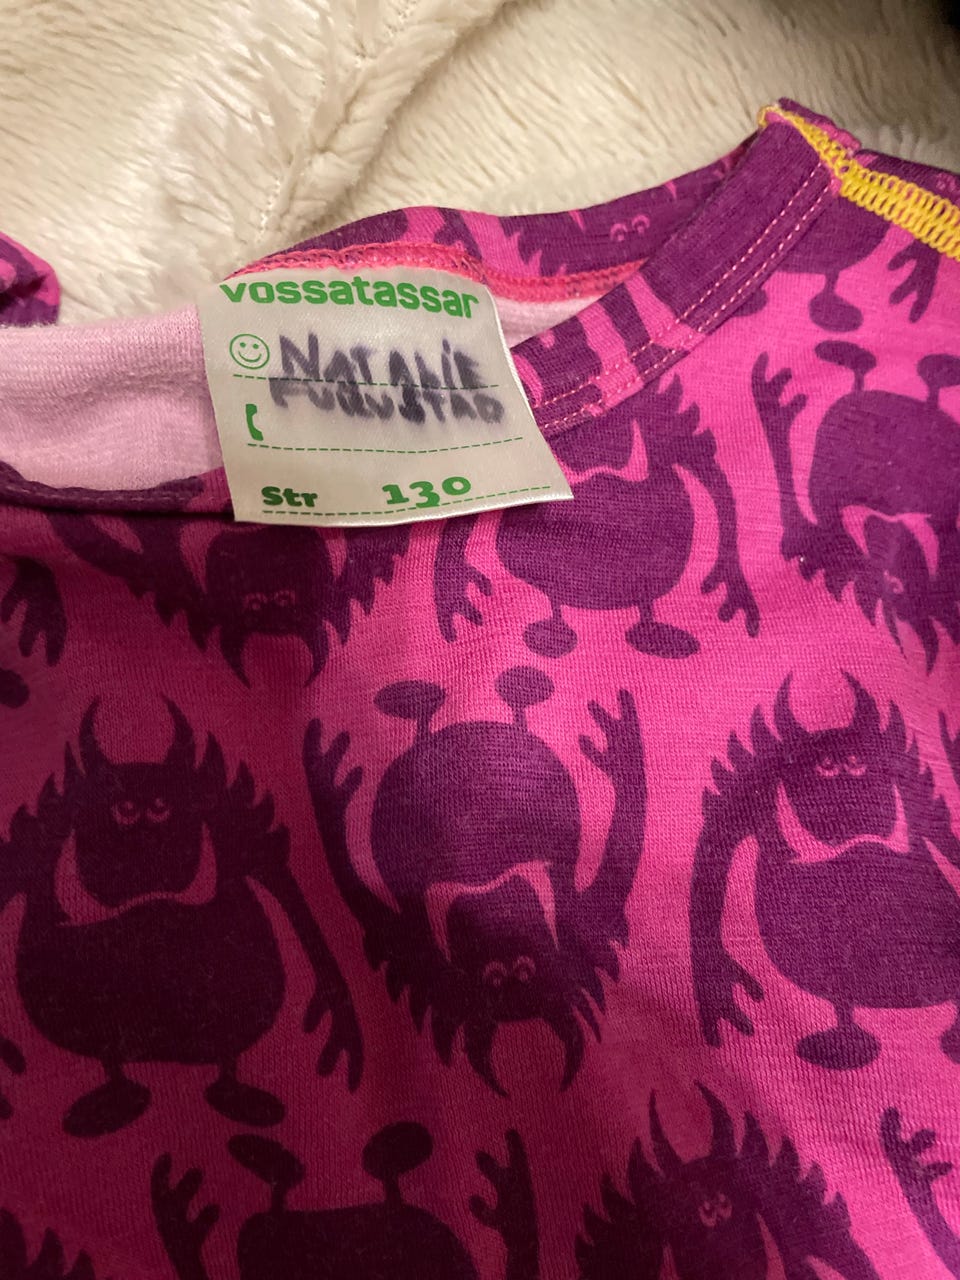 vossatassar
NATALIE
Str 130